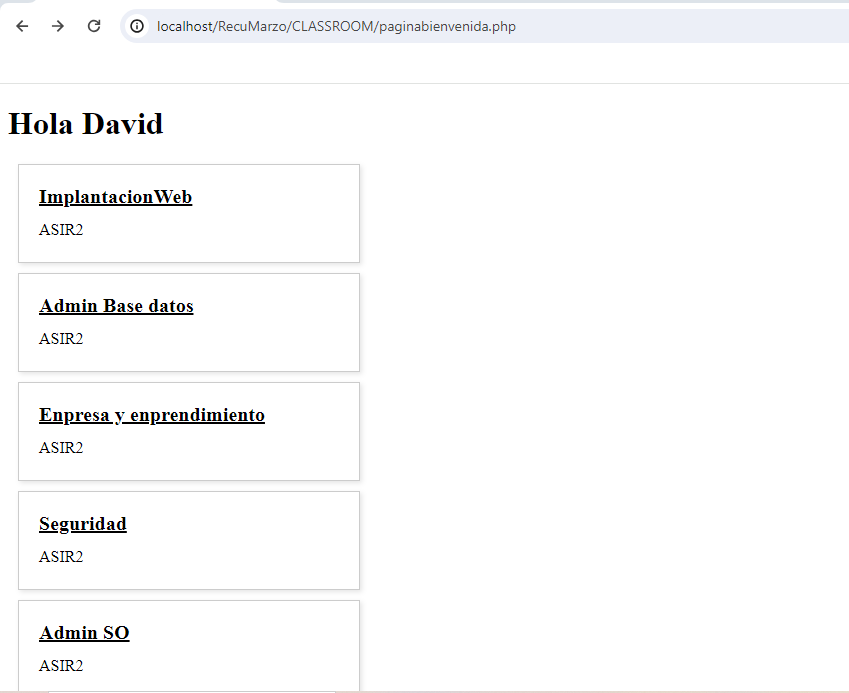 localhost/RecuMarzo/CLASSROOM/paginabienvenida.php
Hola David
ImplantacionWeb
ASIR2
Admin Base datos
ASIR2
Enpresa y enprendimiento
ASIR2
Seguridad
ASIR2
Admin SO
ASIR2